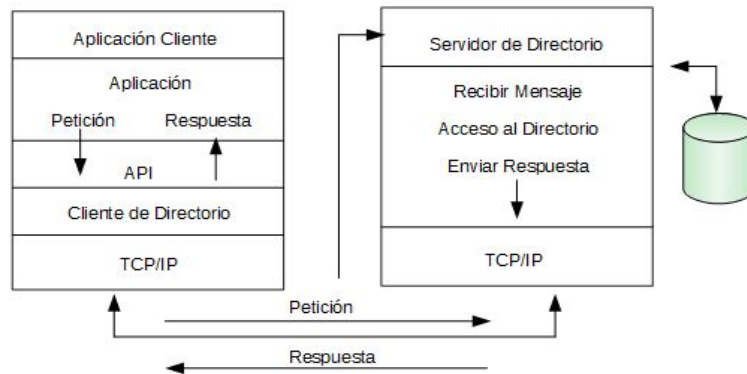 Aplicación Cliente
Aplicación
Petición
Respuesta
API
Cliente de Directorio
TCP/IP
Servidor de Directorio
Recibir Mensaje
Acceso al Directorio
Enviar Respuesta
TCP/IP
Petición
Respuesta